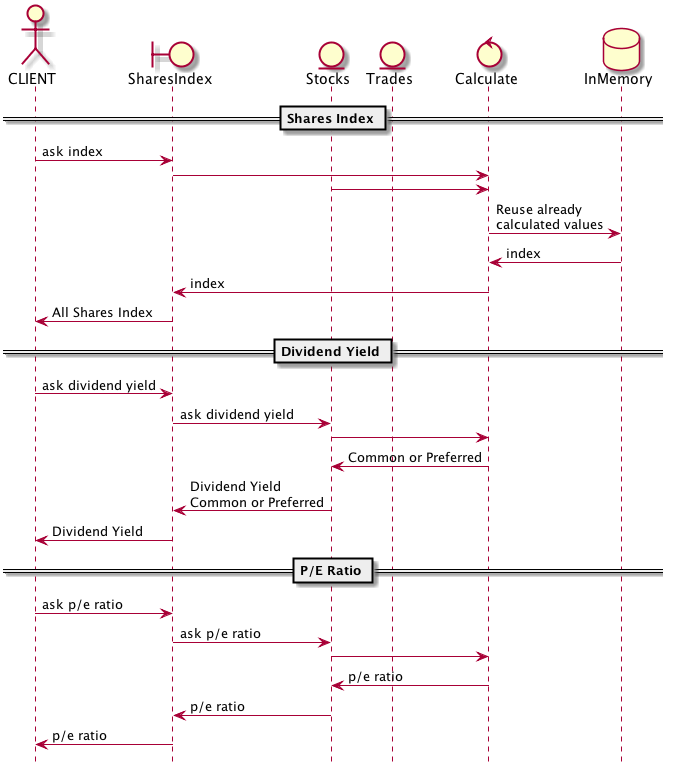 CLIENT
SharesIndex
Stocks
Trades
Calculate
InMemory
Shares Index
ask index
Reuse already
calculated values
index
index
All Shares Index
Dividend Yield
ask dividend yield
ask dividend yield
Common or Preferred
Dividend Yield
Common or Preferred
Dividend Yield
P/E Ratio
ask p/e ratio
ask p/e ratio
p/e ratio
p/e ratio
p/e ratio